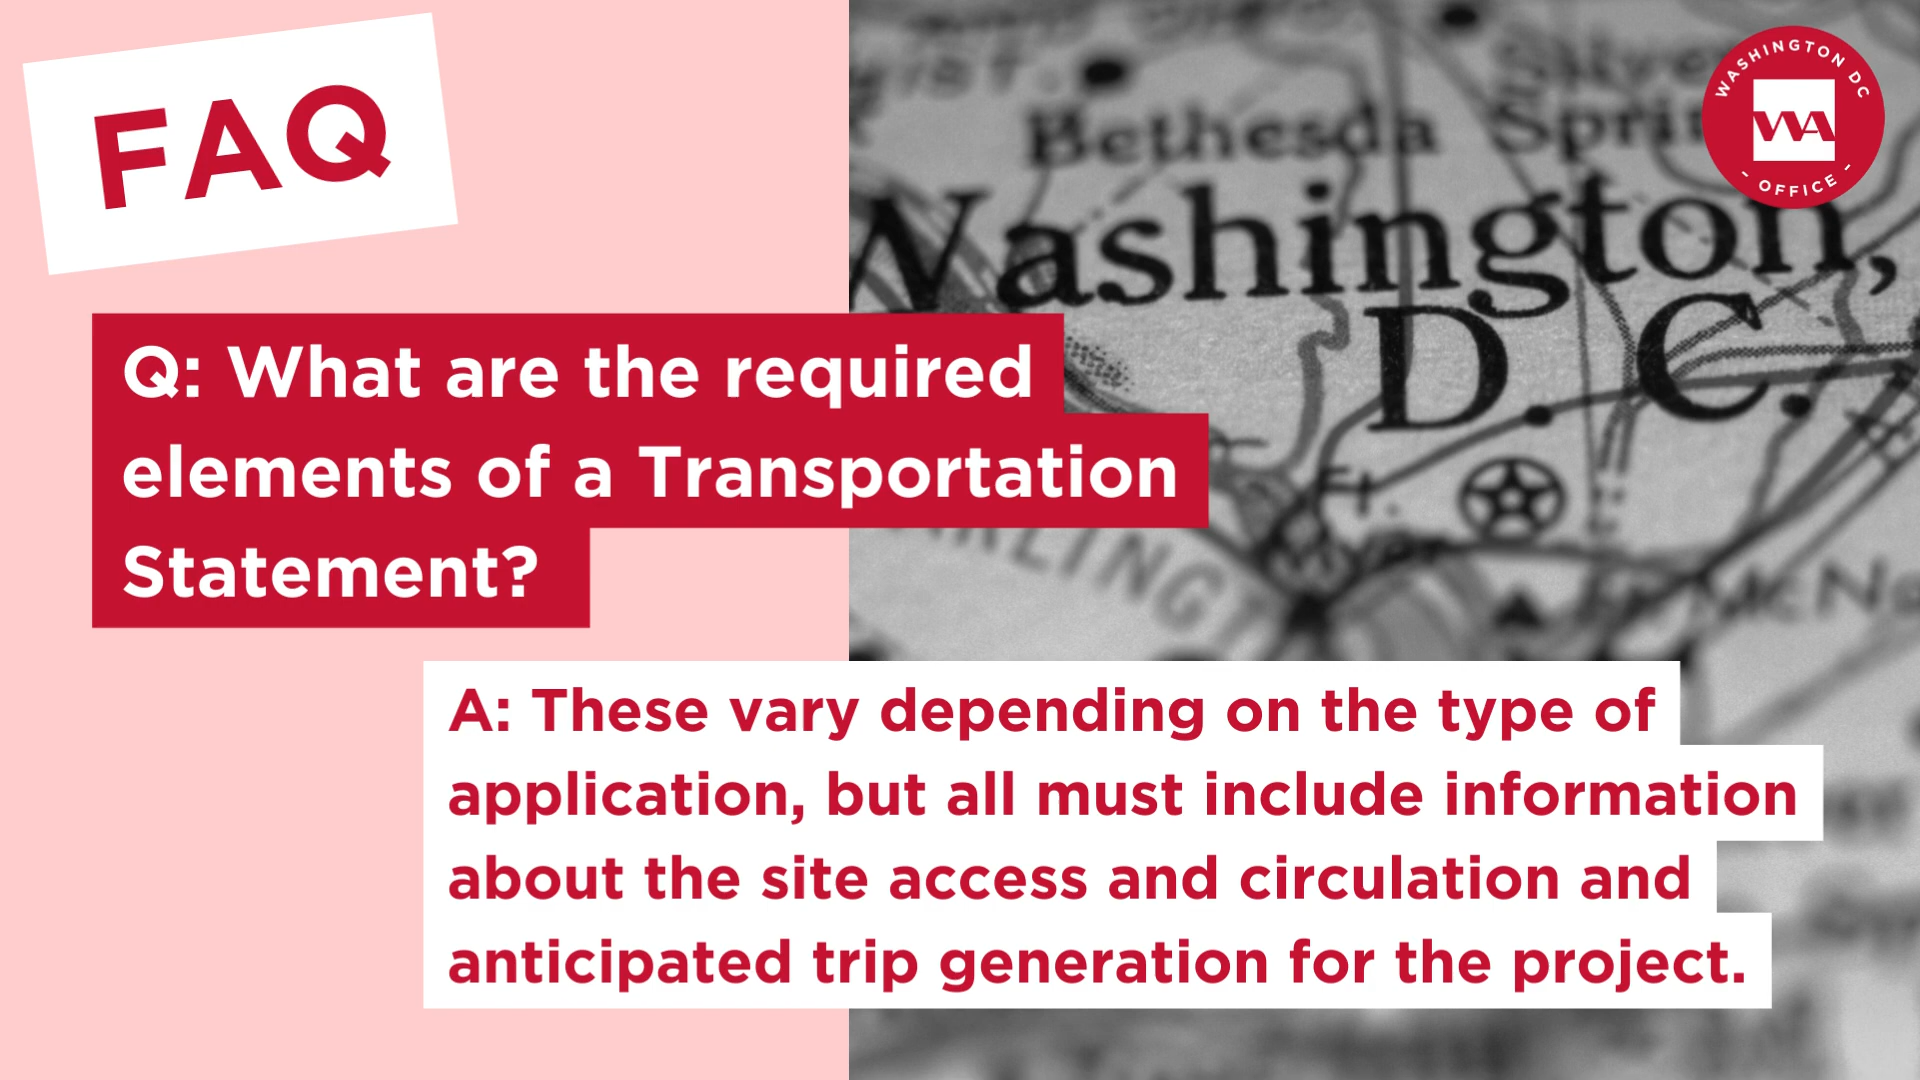 FAQ
WASHINGTON DC
WA
- OFFICE -
Bethesda
Washington,
D. C.
Q: What are the required
elements of a Transportation
Statement?
A: These vary depending on the type of
application, but all must include information
about the site access and circulation and
anticipated trip generation for the project.